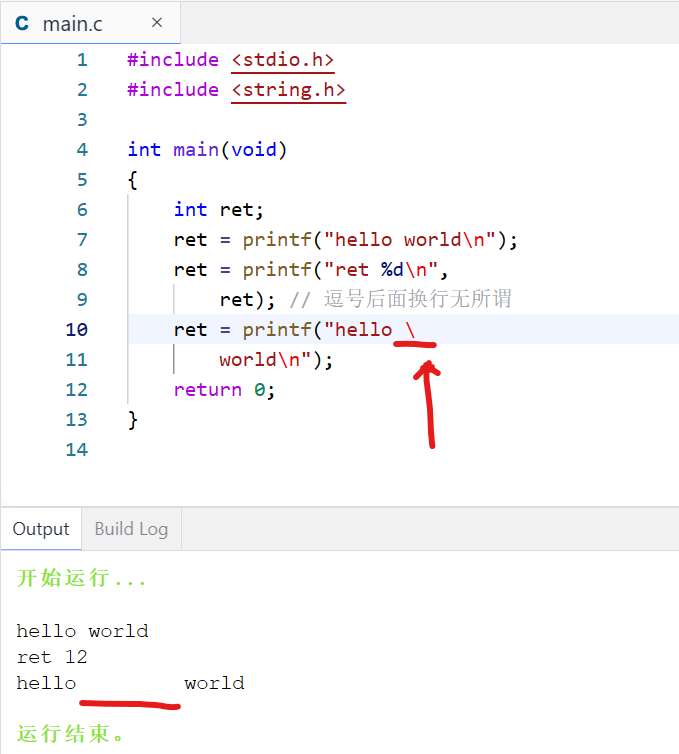 C main.c ×
1 #include <stdio.h>
2 #include <string.h>
3
4 int main(void)
5 {
6     int ret;
7     ret = printf("hello world\n");
8     ret = printf("ret %d\n",
9         ret); // 逗号后面换行无所谓
10     ret = printf("hello \
11         world\n");
12     return 0;
13 }
14
Output Build Log
开始运行...
hello world
ret 12
hello         world
运行结束。